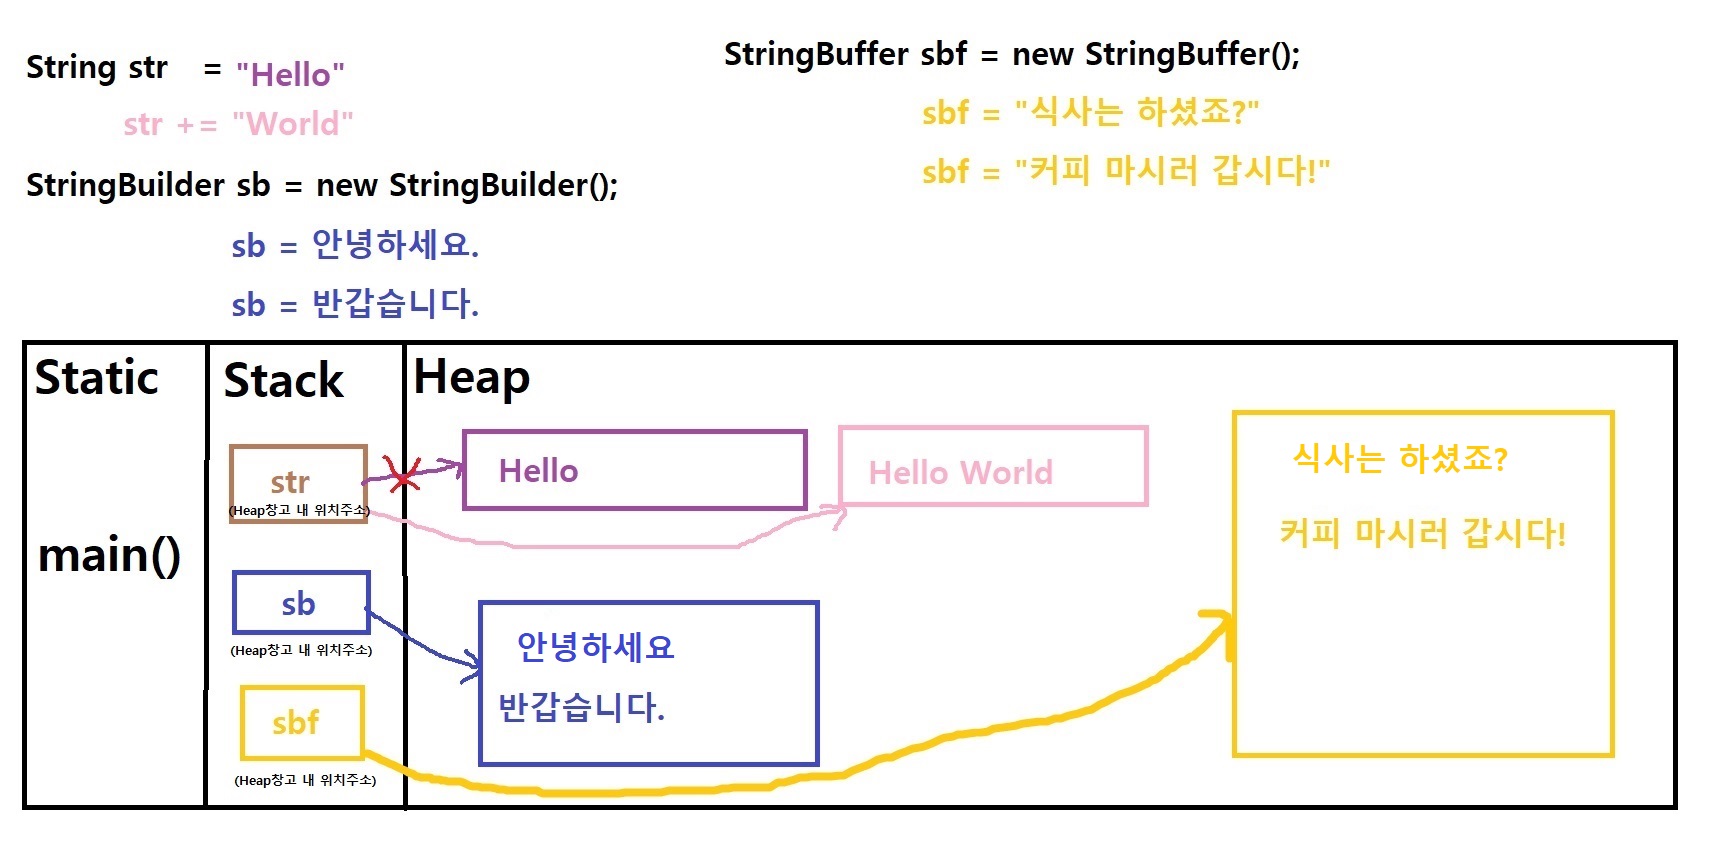 String str = "Hello"
str += "World"
StringBuilder sb = new StringBuilder();
sb = 안녕하세요.
sb = 반갑습니다.
StringBuffer sbf = new StringBuffer();
sbf = "식사는 하셨죠?"
sbf = "커피 마시러 갑시다!"
Static
main()
Stack
str
(Heap창고 내 위치주소)
sb
(Heap창고 내 위치주소)
sbf
(Heap창고 내 위치주소)
Heap
Hello
Hello World
안녕하세요
반갑습니다.
식사는 하셨죠?
커피 마시러 갑시다!